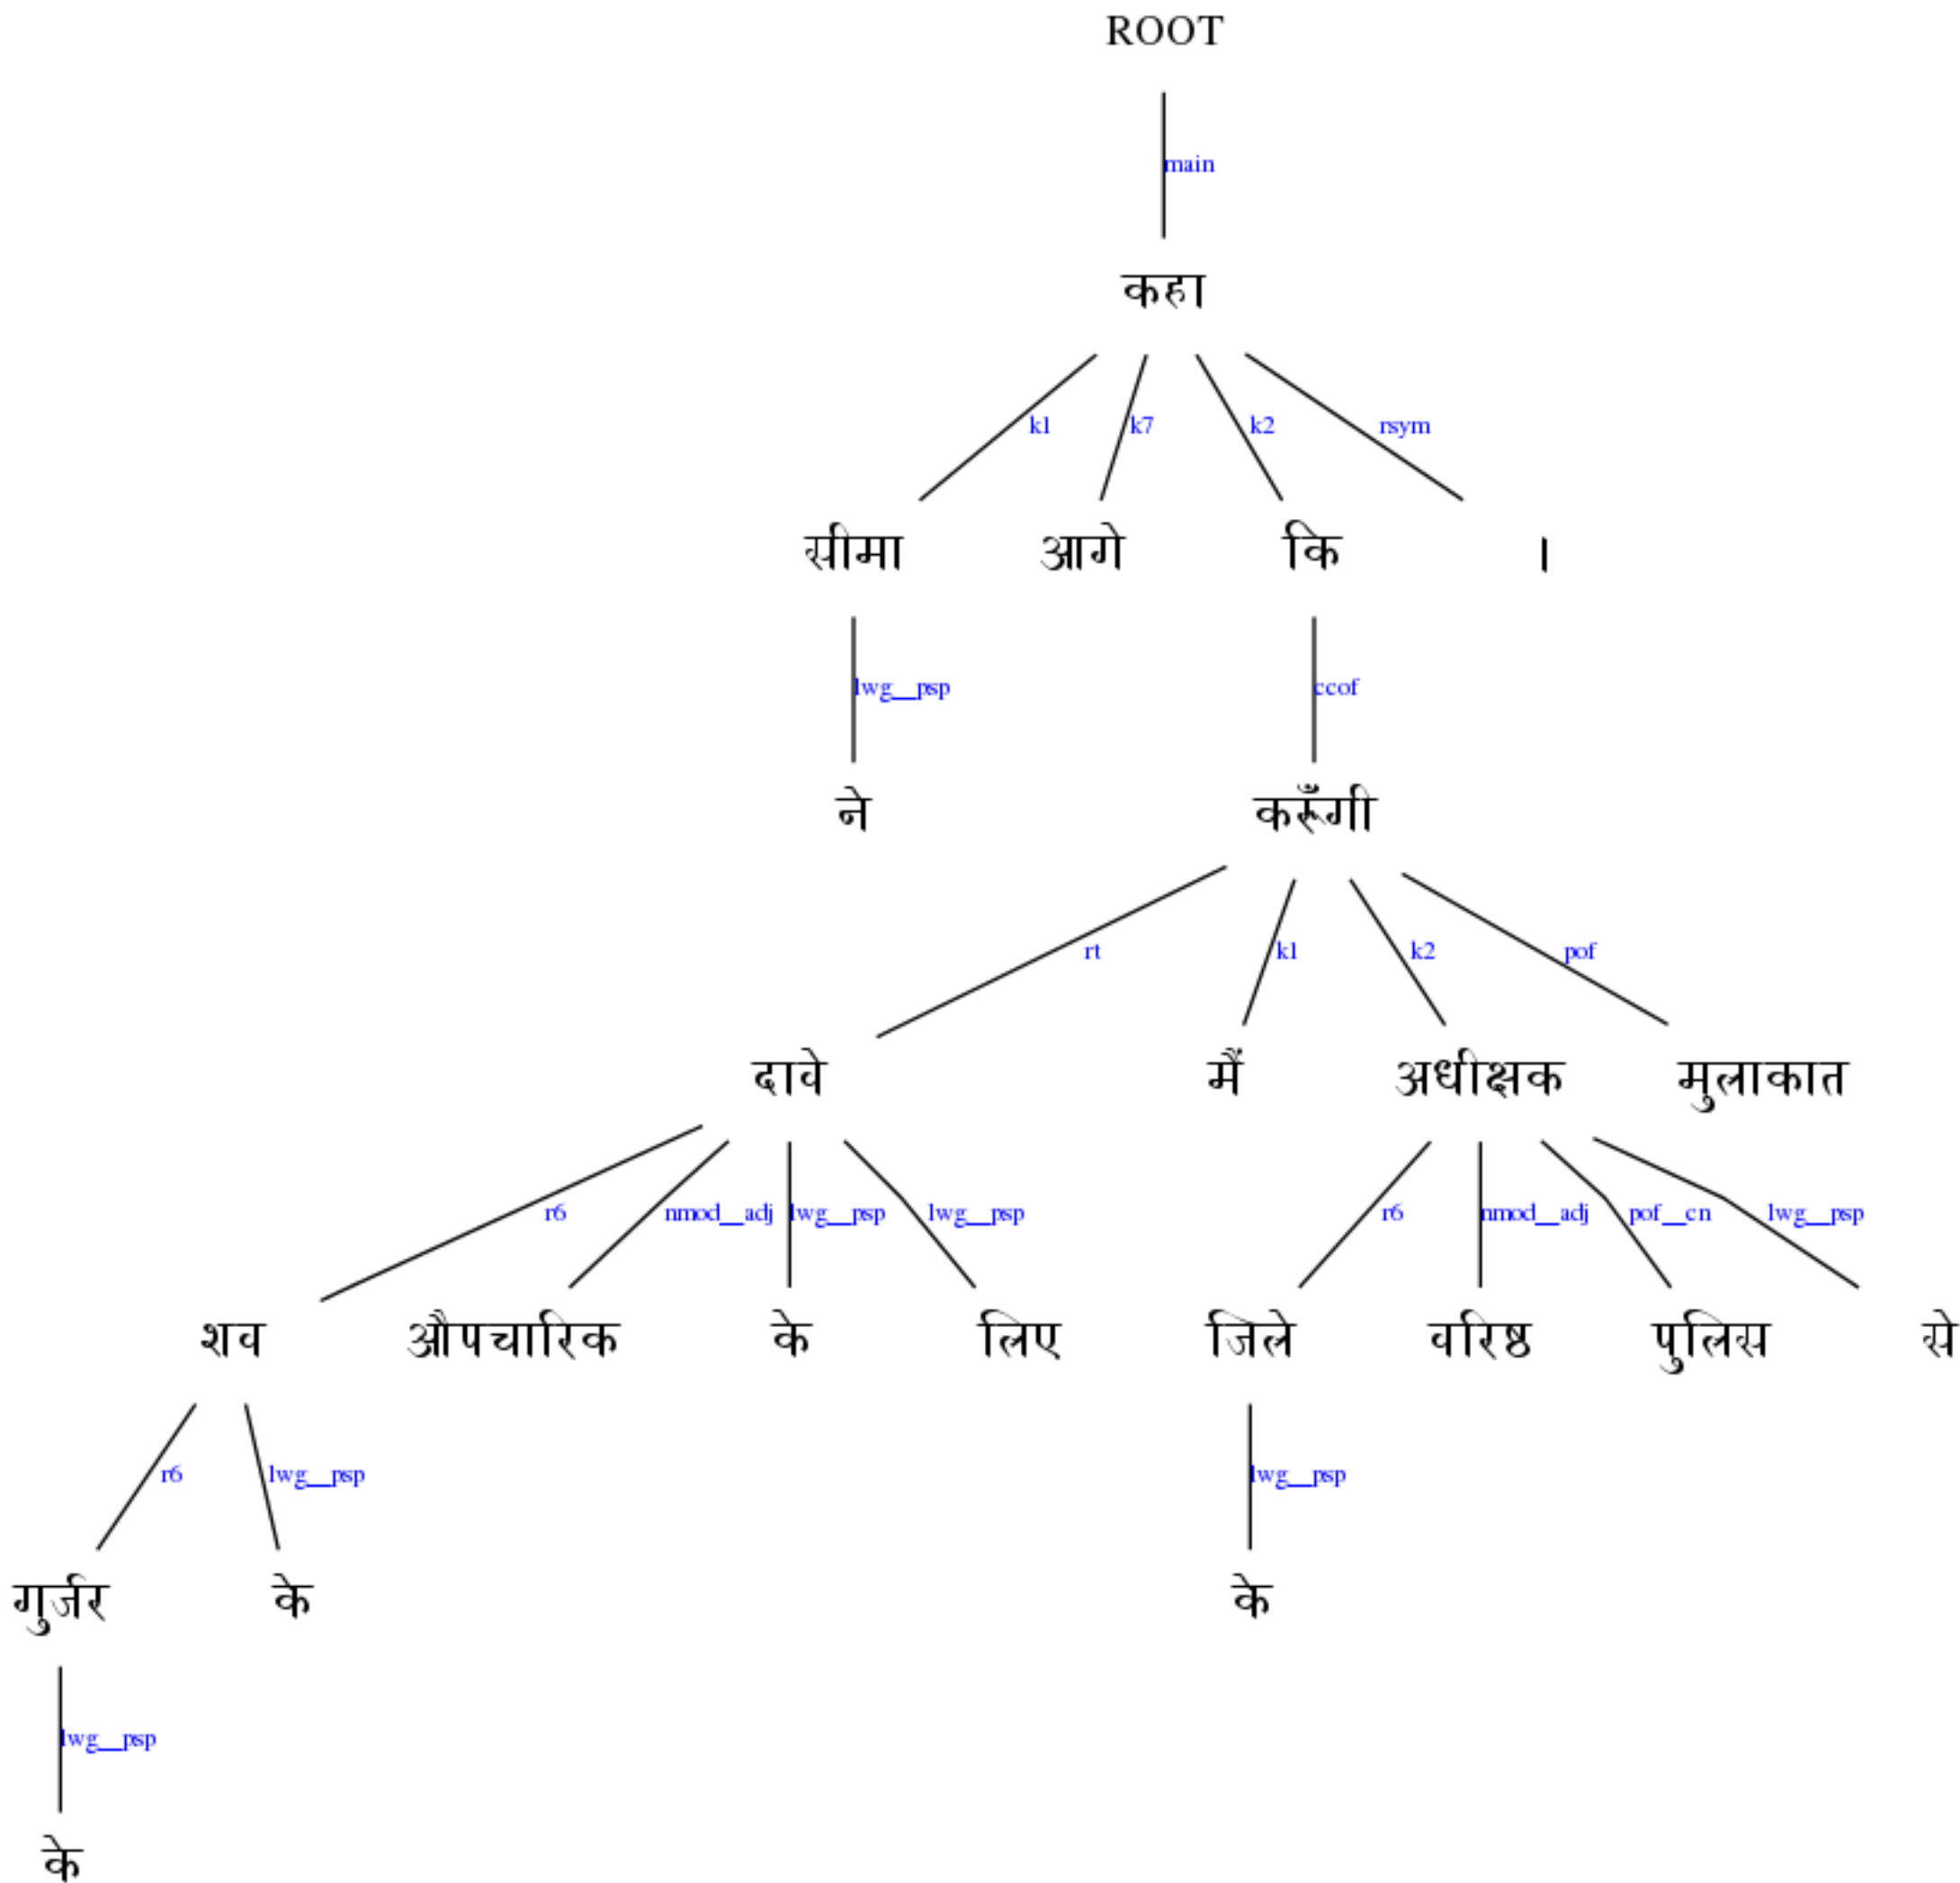 ROOT
main
कहा
k1 k7 k2 rsym
सीमा आगे कि ।
lwg__psp ccof
ने करूँगी
rt k1 k2 pof
दावे मैं अधीक्षक मुलाकात
r6 nmod__adj lwg__psp lwg__psp r6 nmod__adj pof__cn lwg__psp
शव औपचारिक के लिए जिले वरिष्ठ पुलिस से
r6 lwg__psp lwg__psp
गुर्जर के के
lwg__psp
के